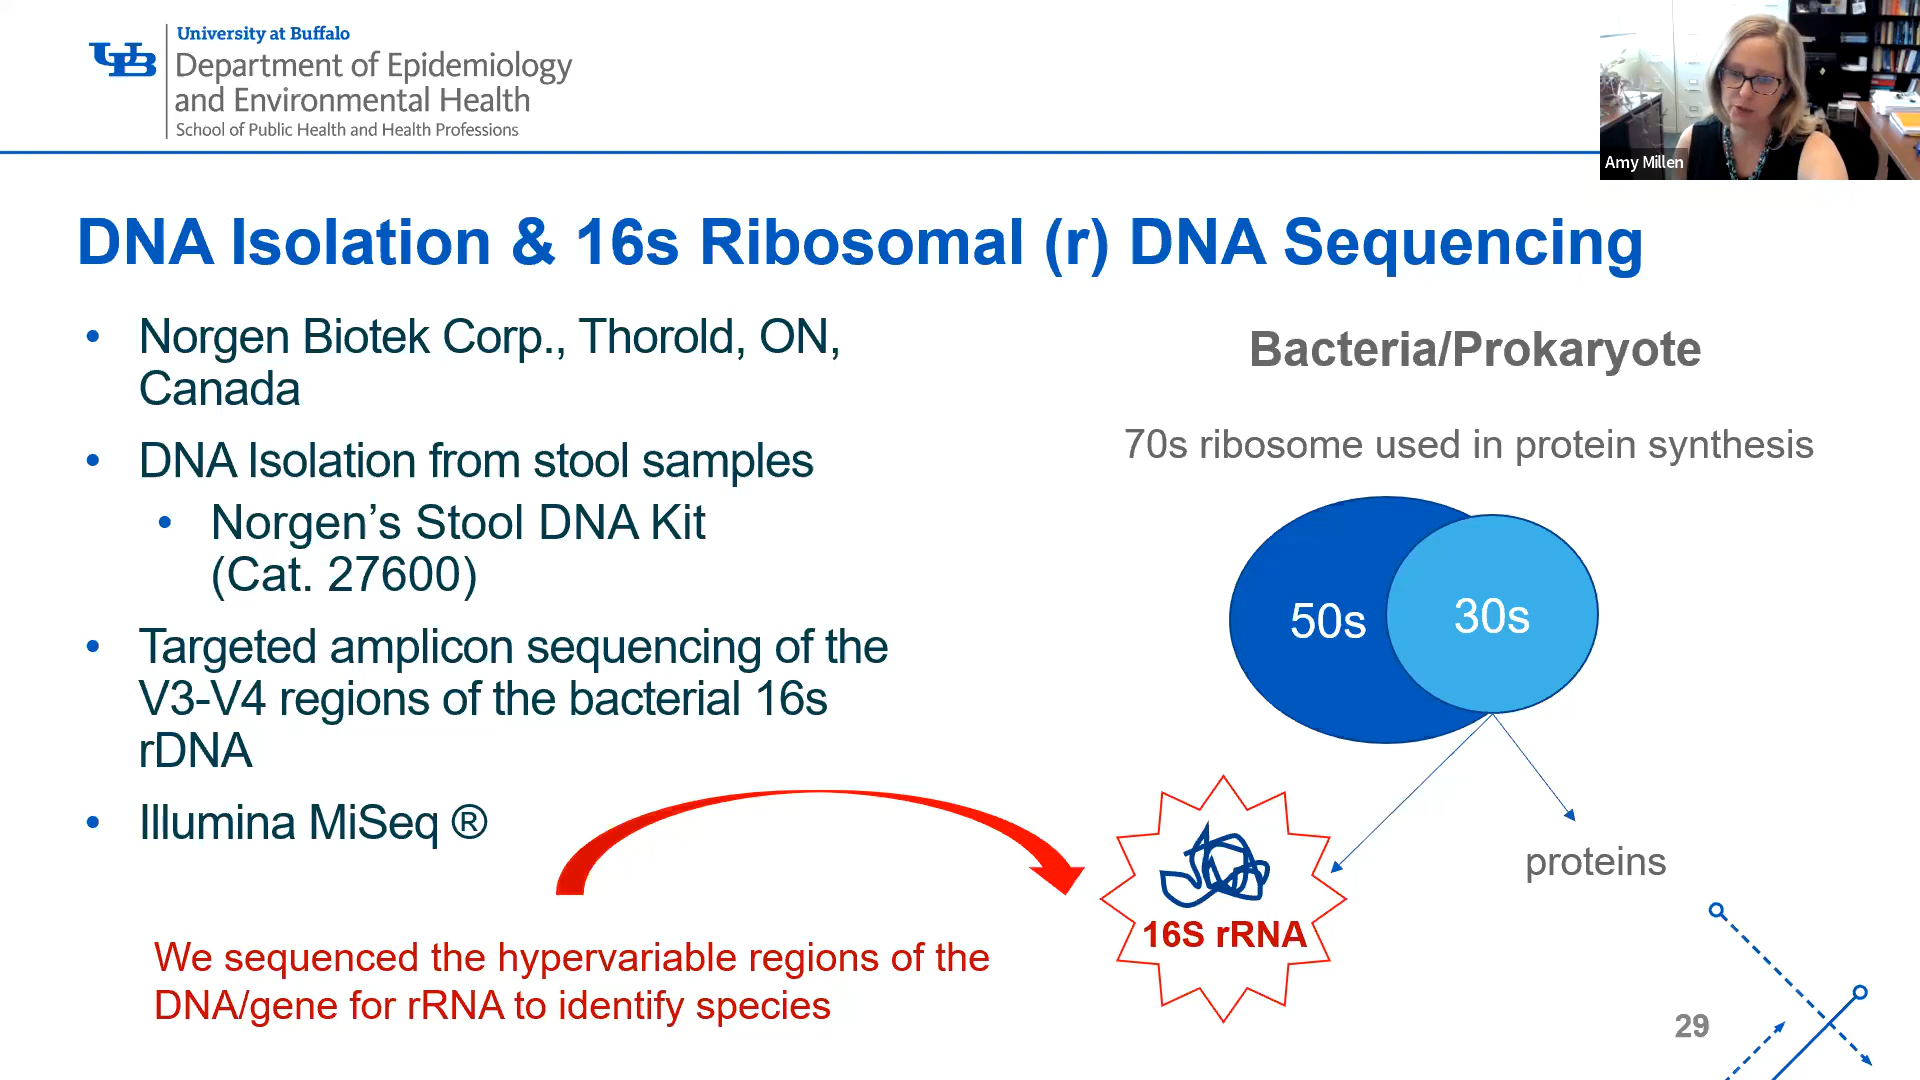 University at Buffalo
Department of Epidemiology
and Environmental Health
School of Public Health and Health Professions
Amy Millen
DNA Isolation & 16s Ribosomal (r) DNA Sequencing
• Norgen Biotek Corp., Thorold, ON,
Canada
• DNA Isolation from stool samples
• Norgen’s Stool DNA Kit
(Cat. 27600)
• Targeted amplicon sequencing of the
V3-V4 regions of the bacterial 16s
rDNA
• Illumina MiSeq ®
We sequenced the hypervariable regions of the
DNA/gene for rRNA to identify species
Bacteria/Prokaryote
70s ribosome used in protein synthesis
50s
30s
proteins
16S rRNA
29